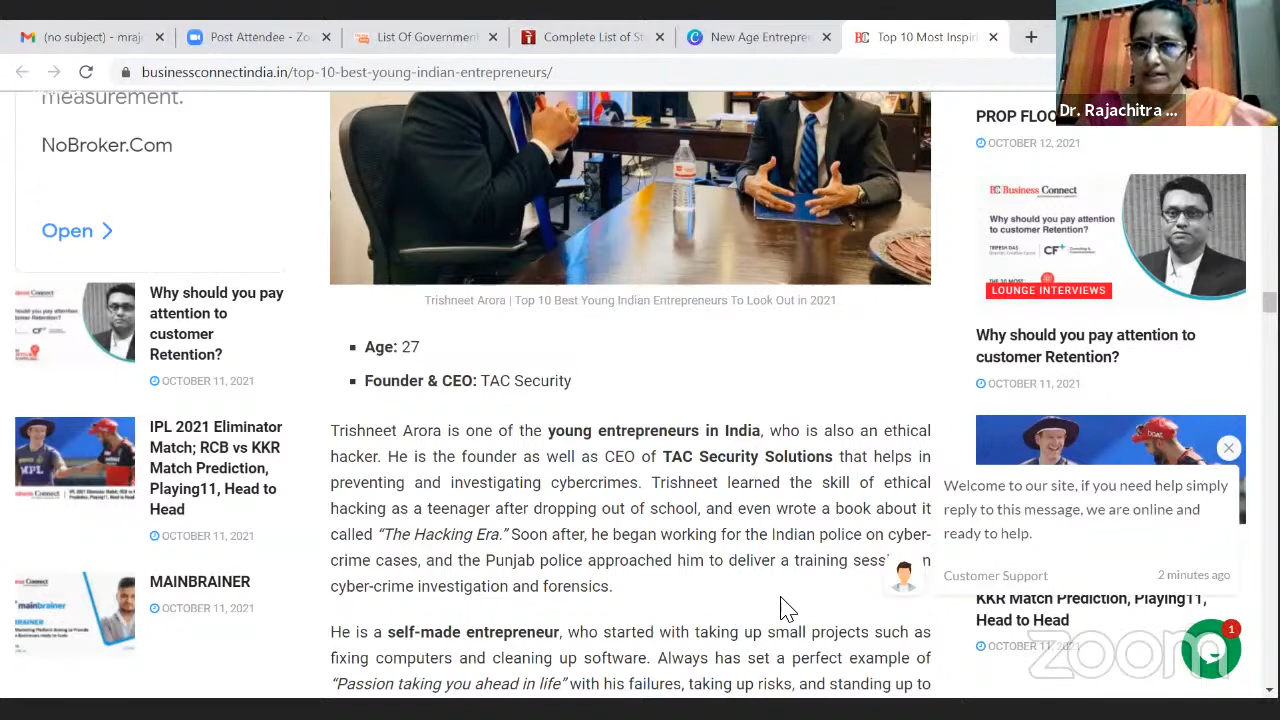 (no subject) - mraj
Post Attendee - Zo
List Of Governmen
Complete List of St
New Age Entrepre
Top 10 Most Inspiri
businessconnectindia.in/top-10-best-young-indian-entrepreneurs/
Dr. Rajachitra ...
measurement.
NoBroker.Com
Open
Why should you pay
attention to
customer
Retention?
OCTOBER 11, 2021
IPL 2021 Eliminator
Match; RCB vs KKR
Match Prediction,
Playing11, Head to
Head
OCTOBER 11, 2021
MAINBRAINER
OCTOBER 11, 2021
Trishneet Arora | Top 10 Best Young Indian Entrepreneurs To Look Out in 2021
Age: 27
Founder & CEO: TAC Security
Trishneet Arora is one of the young entrepreneurs in India, who is also an ethical
hacker. He is the founder as well as CEO of TAC Security Solutions that helps in
preventing and investigating cybercrimes. Trishneet learned the skill of ethical
hacking as a teenager after dropping out of school, and even wrote a book about it
called “The Hacking Era.” Soon after, he began working for the Indian police on cyber-
crime cases, and the Punjab police approached him to deliver a training sess n
cyber-crime investigation and forensics.
He is a self-made entrepreneur, who started with taking up small projects such as
fixing computers and cleaning up software. Always has set a perfect example of
“Passion taking you ahead in life” with his failures, taking up risks, and standing up to
PROP FLOO
OCTOBER 12, 2021
Business Connect
Why should you pay attention
to customer Retention?
CF+
LOUNGE INTERVIEWS
Why should you pay attention to
customer Retention?
OCTOBER 11, 2021
Welcome to our site, if you need help simply
reply to this message, we are online and
ready to help.
Customer Support
2 minutes ago
KKR Match Prediction, Playing11,
Head to Head
OCTOBER 11, 2021
1
zoom